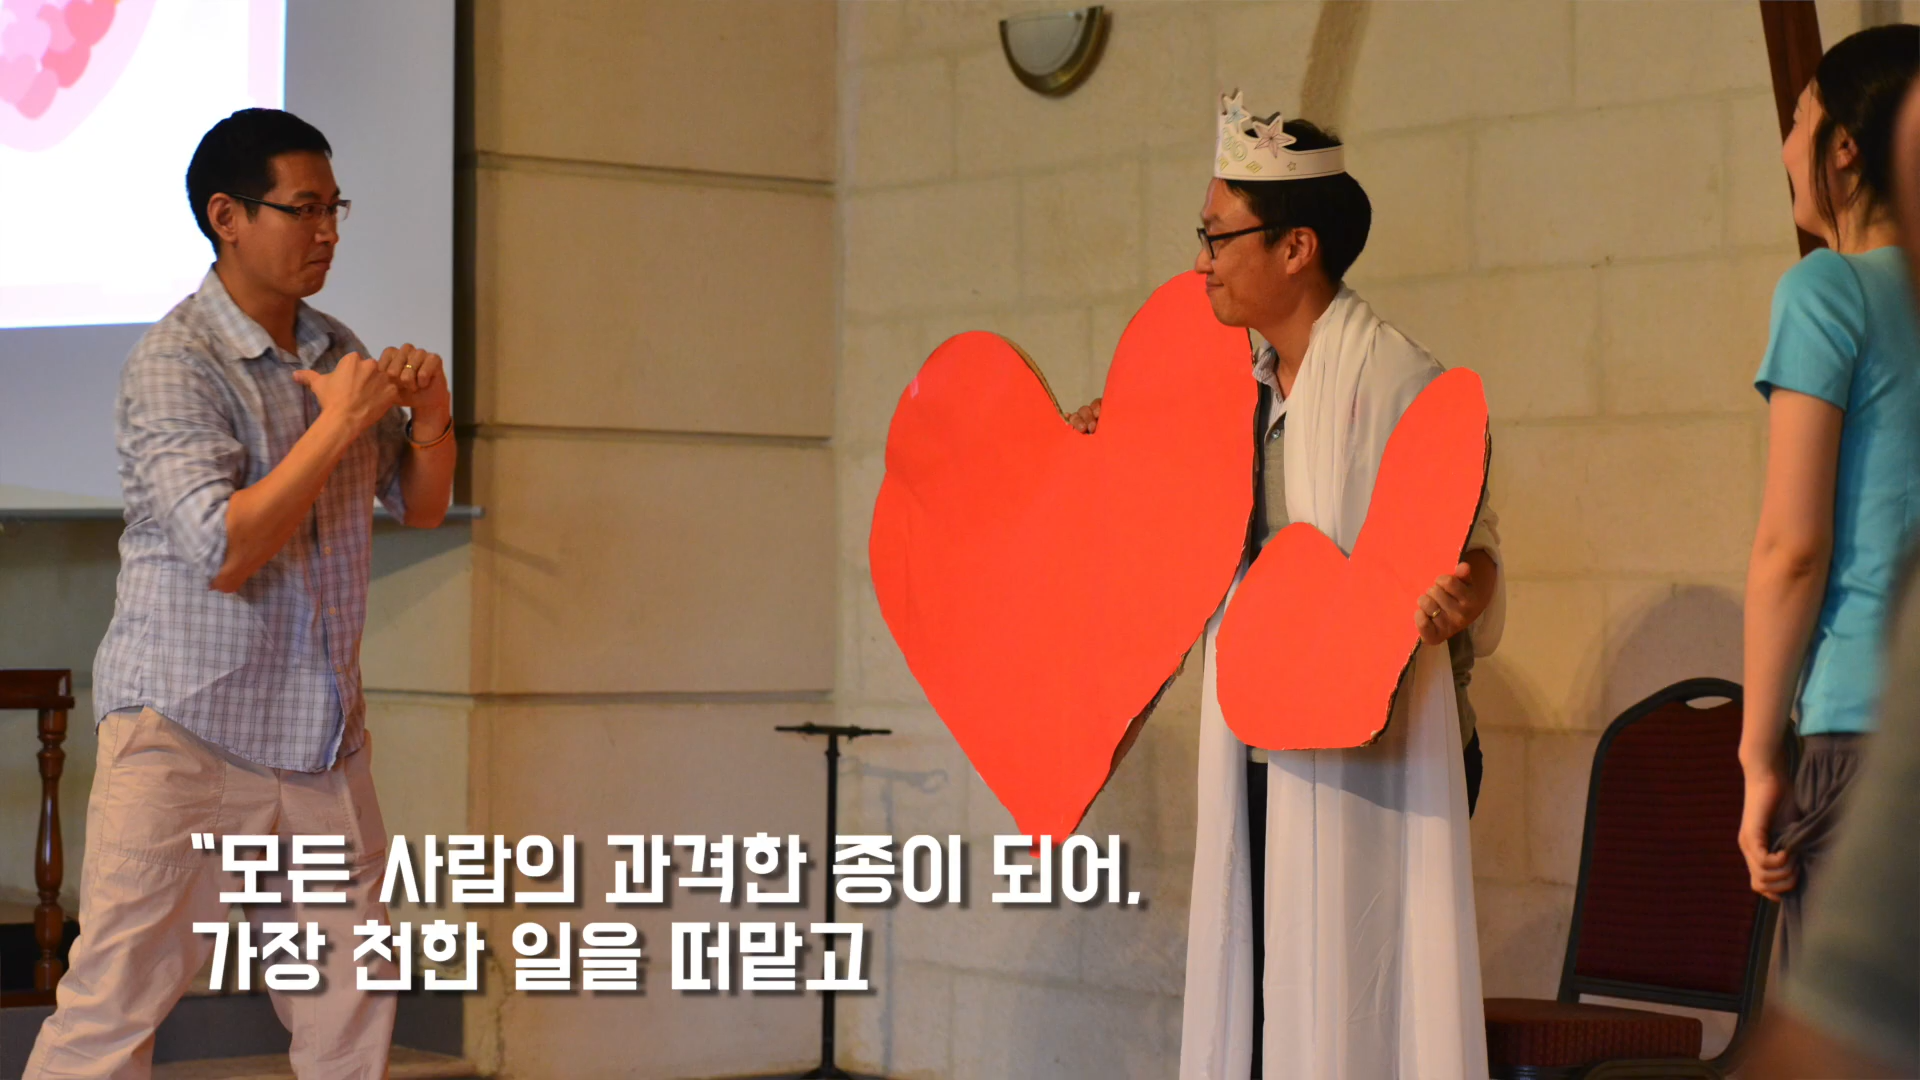 “모든 사람의 과격한 종이 되어,
가장 천한 일을 떠맡고